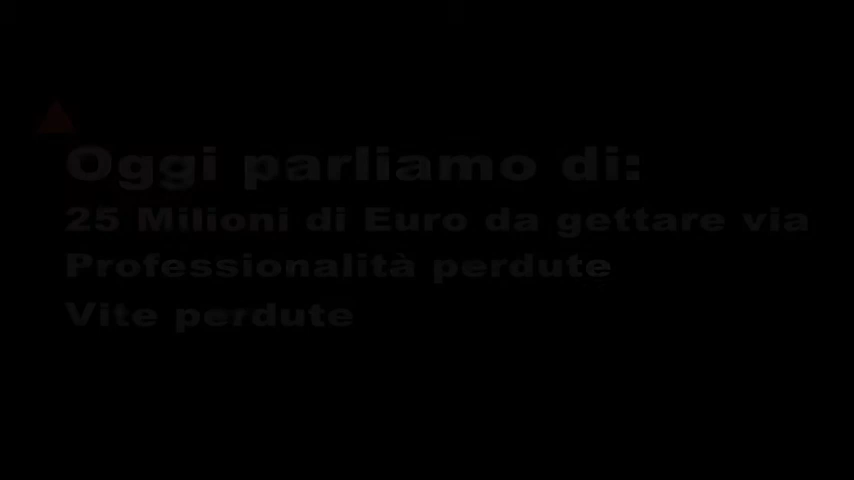 Oggi parliamo di:
25 Milioni di Euro da gettare via
Professionalità perdute
Vite perdute